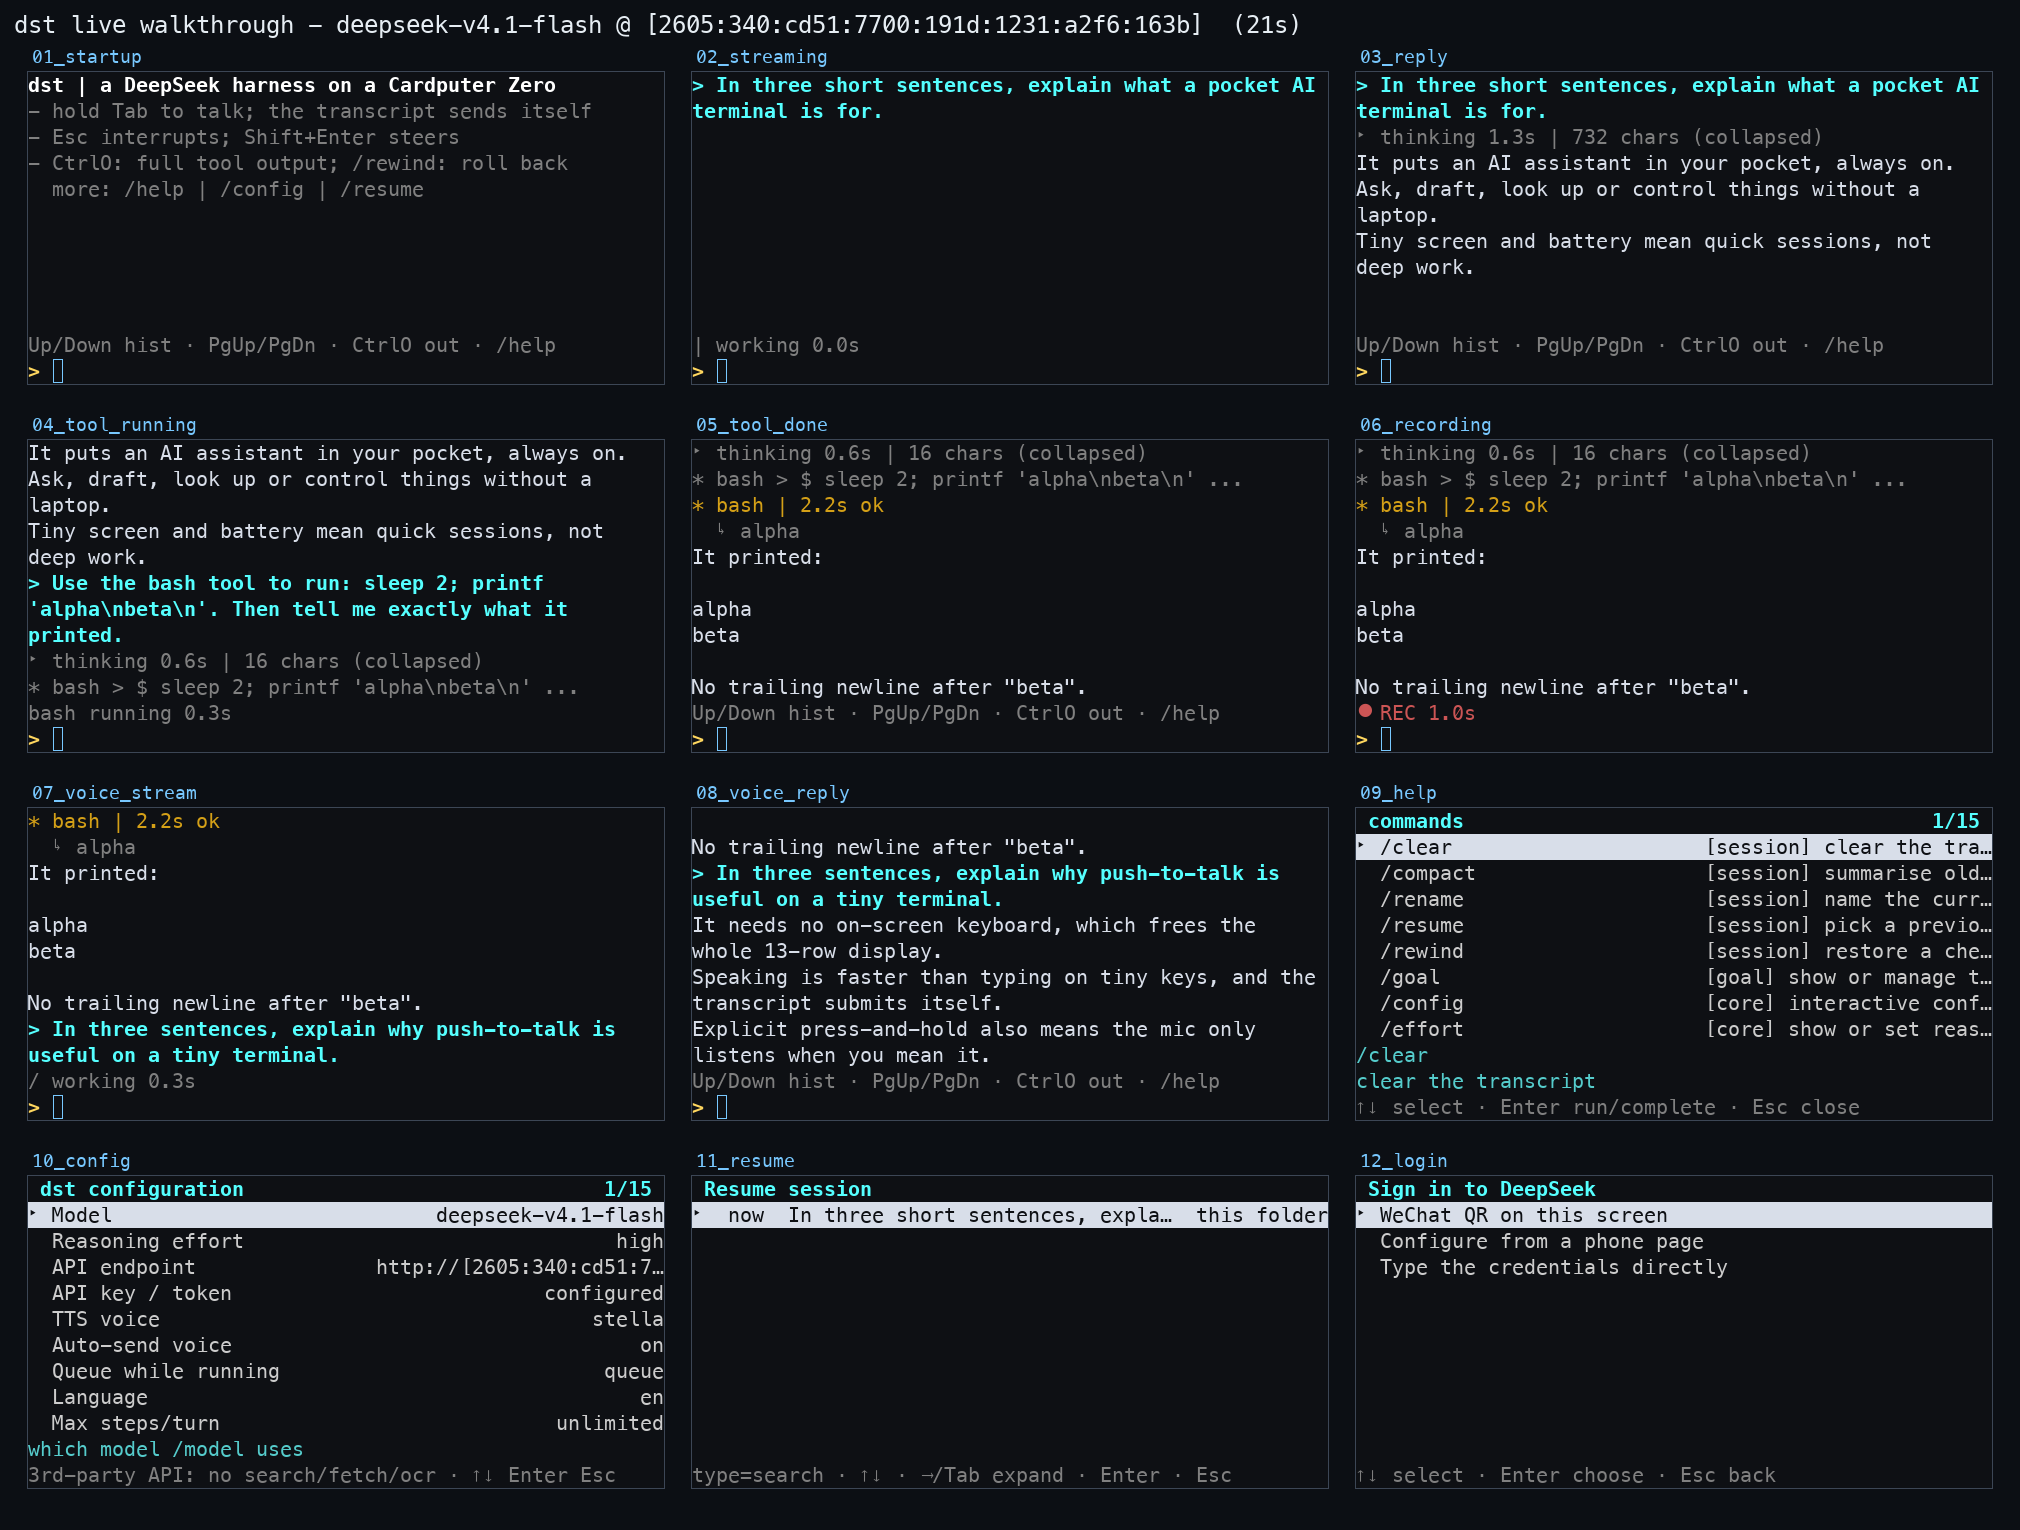 dst live walkthrough — deepseek-v4.1-flash @ [2605:340:cd51:7700:191d:1231:a2f6:163b]  (21s)
01_startup
dst | a DeepSeek harness on a Cardputer Zero
— hold Tab to talk; the transcript sends itself
— Esc interrupts; Shift+Enter steers
— CtrlO: full tool output; /rewind: roll back
more: /help | /config | /resume
Up/Down hist · PgUp/PgDn · CtrlO out · /help
>
02_streaming
> In three short sentences, explain what a pocket AI
terminal is for.
| working 0.0s
>
03_reply
> In three short sentences, explain what a pocket AI
terminal is for.
‣ thinking 1.3s | 732 chars (collapsed)
It puts an AI assistant in your pocket, always on.
Ask, draft, look up or control things without a
laptop.
Tiny screen and battery mean quick sessions, not
deep work.
Up/Down hist · PgUp/PgDn · CtrlO out · /help
>
04_tool_running
It puts an AI assistant in your pocket, always on.
Ask, draft, look up or control things without a
laptop.
Tiny screen and battery mean quick sessions, not
deep work.
> Use the bash tool to run: sleep 2; printf
'alpha\nbeta\n'. Then tell me exactly what it
printed.
‣ thinking 0.6s | 16 chars (collapsed)
* bash > $ sleep 2; printf 'alpha\nbeta\n' ...
bash running 0.3s
>
05_tool_done
‣ thinking 0.6s | 16 chars (collapsed)
* bash > $ sleep 2; printf 'alpha\nbeta\n' ...
* bash | 2.2s ok
↳ alpha
It printed:
alpha
beta
No trailing newline after "beta".
Up/Down hist · PgUp/PgDn · CtrlO out · /help
>
06_recording
‣ thinking 0.6s | 16 chars (collapsed)
* bash > $ sleep 2; printf 'alpha\nbeta\n' ...
* bash | 2.2s ok
↳ alpha
It printed:
alpha
beta
No trailing newline after "beta".
● REC 1.0s
>
07_voice_stream
* bash | 2.2s ok
↳ alpha
It printed:
alpha
beta
No trailing newline after "beta".
> In three sentences, explain why push-to-talk is
useful on a tiny terminal.
/ working 0.3s
>
08_voice_reply
No trailing newline after "beta".
> In three sentences, explain why push-to-talk is
useful on a tiny terminal.
It needs no on-screen keyboard, which frees the
whole 13-row display.
Speaking is faster than typing on tiny keys, and the
transcript submits itself.
Explicit press-and-hold also means the mic only
listens when you mean it.
Up/Down hist · PgUp/PgDn · CtrlO out · /help
>
09_help
commands 1/15
‣ /clear [session] clear the tra…
/compact [session] summarise old…
/rename [session] name the curr…
/resume [session] pick a previo…
/rewind [session] restore a che…
/goal [goal] show or manage t…
/config [core] interactive conf…
/effort [core] show or set reas…
/clear
clear the transcript
↑↓ select · Enter run/complete · Esc close
10_config
dst configuration 1/15
‣ Model deepseek-v4.1-flash
Reasoning effort high
API endpoint http://[2605:340:cd51:7…
API key / token configured
TTS voice stella
Auto-send voice on
Queue while running queue
Language en
Max steps/turn unlimited
which model /model uses
3rd-party API: no search/fetch/ocr · ↑↓ Enter Esc
11_resume
Resume session
‣ now In three short sentences, expla… this folder
type=search · ↑↓ · →/Tab expand · Enter · Esc
12_login
Sign in to DeepSeek
‣ WeChat QR on this screen
Configure from a phone page
Type the credentials directly
↑↓ select · Enter choose · Esc back